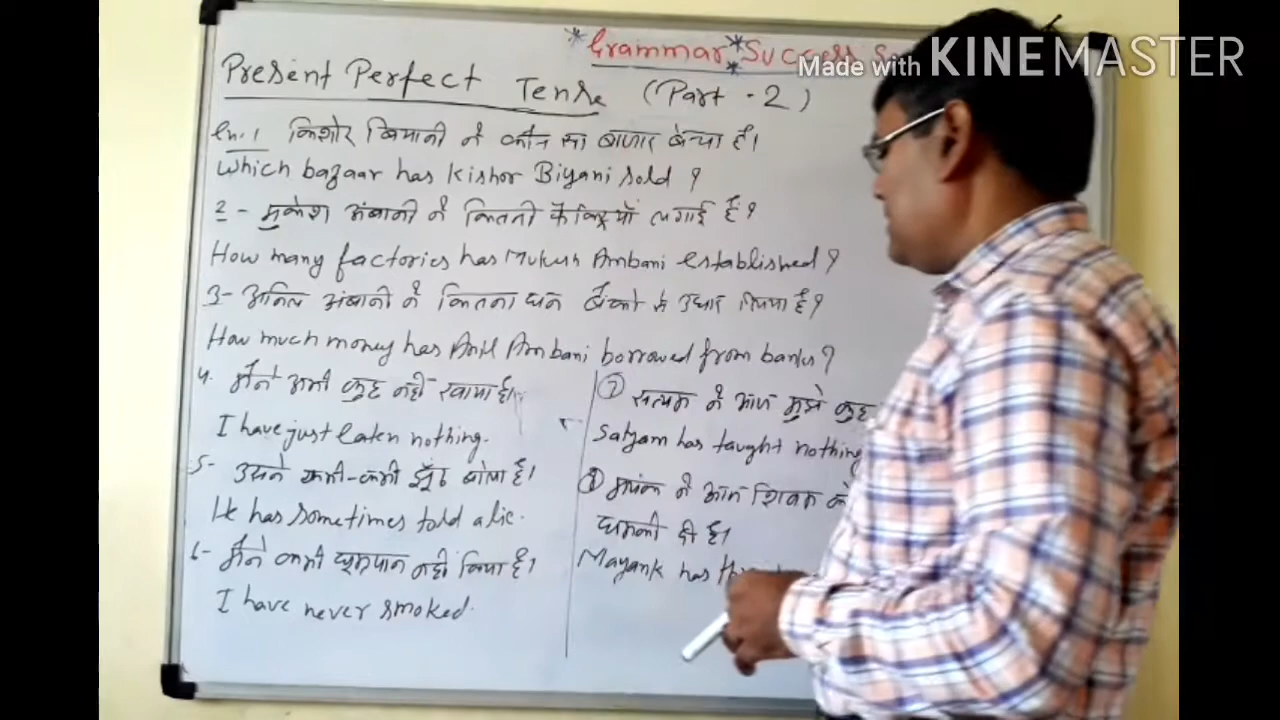 *Grammar * Success
Made with KINEMASTER
Present Perfect Tense (Part - 2)
Ex. 1 किशोर बियानी ने कौन सा बाजार बेचा है।
Which bazaar has Kishor Biyani sold ?
2 - मुकेश अंबानी ने कितनी फैक्ट्रियाँ लगाई हैं?
How many factories has Mukesh Ambani established ?
3 - अनिल अंबानी ने कितना धन बैंकों से उधार लिया है?
How much money has Anil Ambani borrowed from banks ?
4. मैंने अभी कुछ नहीं खाया है।
I have just eaten nothing.
5- उसने कभी-कभी झूँठ बोला है।
He has sometimes told a lie.
6- मैंने कभी धूम्रपान नहीं किया है।
I have never smoked.
7 सत्यम ने आज मुझे कुछ
Satyam has taught nothing
8 मयंक ने आज शिवम को
धमकी दी है।
Mayank has